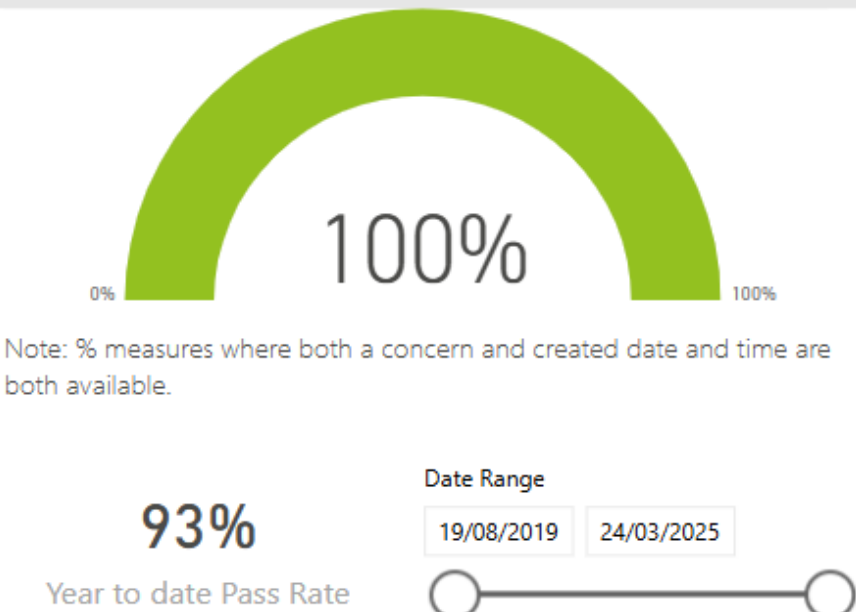 100%
0%
100%
Note: % measures where both a concern and created date and time are
both available.
93%
Year to date Pass Rate
Date Range
19/08/2019
24/03/2025